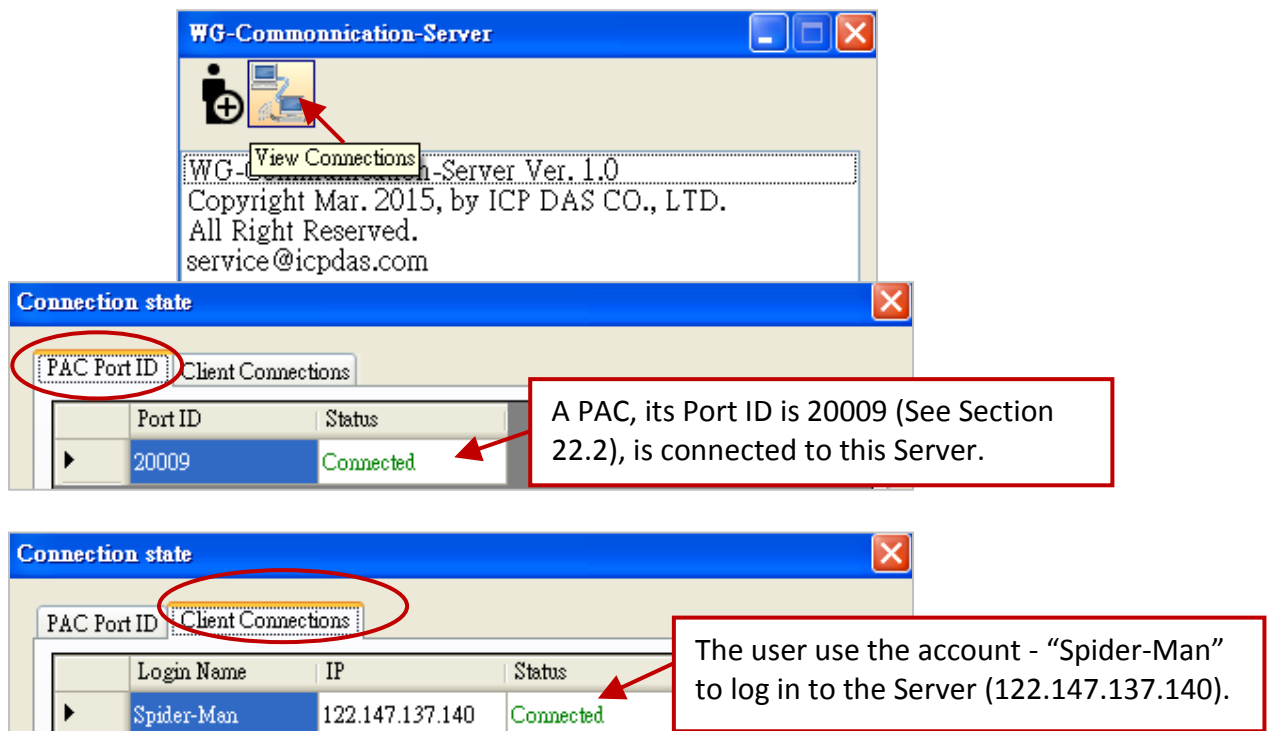 WG-Commonnication-Server
View Connections
WG-Communication-Server Ver. 1.0
Copyright Mar. 2015, by ICP DAS CO., LTD.
All Right Reserved.
service@icpdas.com
Connection state
PAC Port ID Client Connections
Port ID Status
20009 Connected
A PAC, its Port ID is 20009 (See Section
22.2), is connected to this Server.
Connection state
PAC Port ID Client Connections
Login Name IP Status
Spider-Man 122.147.137.140 Connected
The user use the account - “Spider-Man”
to log in to the Server (122.147.137.140).